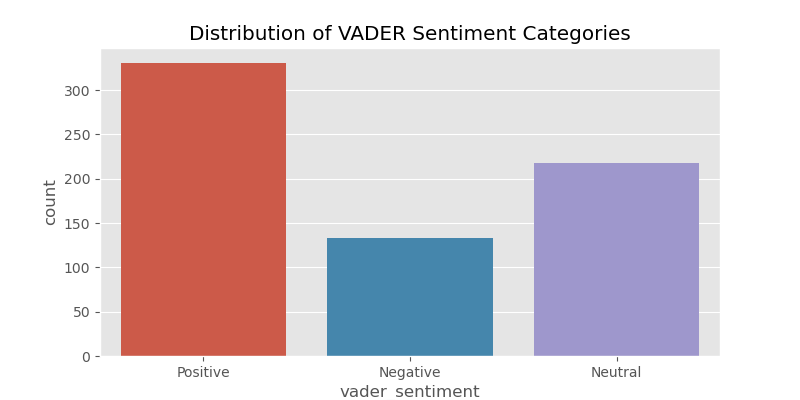 Distribution of VADER Sentiment Categories
count
300
250
200
150
100
50
0
Positive Negative Neutral
vader_sentiment